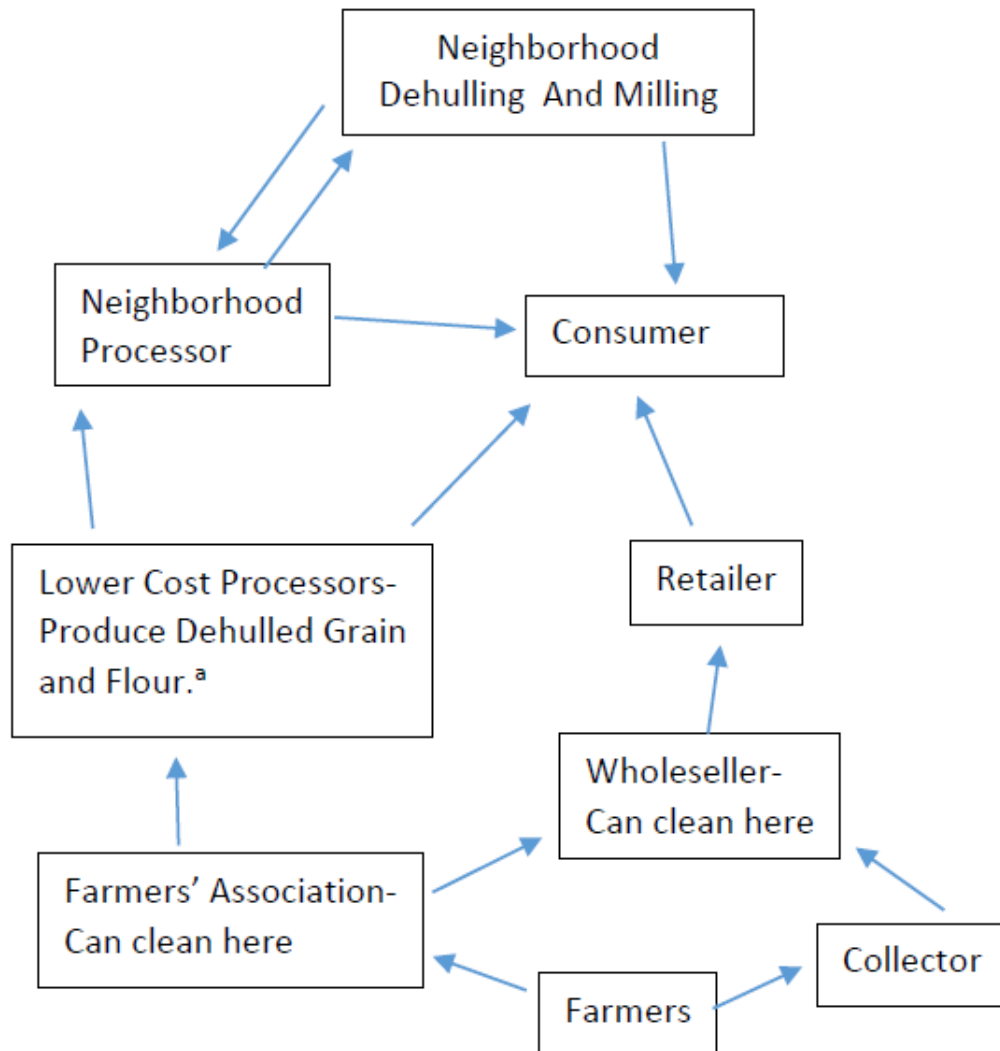 Neighborhood
Dehulling And Milling
Neighborhood
Processor
Consumer
Lower Cost Processors-
Produce Dehulled Grain
and Flour.ª
Retailer
Wholeseller-
Can clean here
Farmers’ Association-
Can clean here
Collector
Farmers